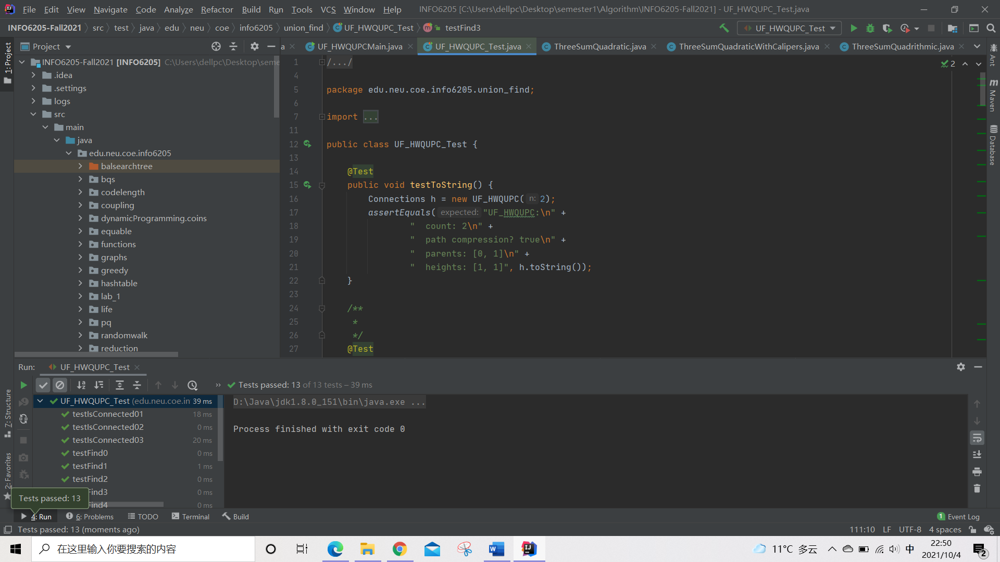 File Edit View Navigate Code Analyze Refactor Build Run Tools VCS Window Help INFO6205 [C:\Users\dellpc\Desktop\semester1\Algorithm\INFO6205-Fall2021] - UF_HWQUPC_Test.java
INFO6205-Fall2021 src test java edu neu coe info6205 union_find UF_HWQUPC_Test testFind3 UF_HWQUPC_Test
Project
a UF_HWQUPCMain.java UF_HWQUPC_Test.java ThreeSumQuadratic.java ThreeSumQuadraticWithCalipers.java ThreeSumQuadrithmic.java
1: Project
INFO6205-Fall2021 [INFO6205] C:\Users\dellpc\Desktop\seme
.idea
.settings
logs
src
main
java
edu.neu.coe.info6205
balsearchtree
bqs
codelength
coupling
dynamicProgramming.coins
equable
functions
graphs
greedy
hashtable
lab_1
life
pq
randomwalk
reduction
1 /.../
4
5 package edu.neu.coe.info6205.union_find;
6
7 import ...
11
12 public class UF_HWQUPC_Test {
13
14 @Test
15 public void testToString() {
16 Connections h = new UF_HWQUPC( n: 2);
17 assertEquals( expected: "UF_HWQUPC:\n" +
18 "  count: 2\n" +
19 "  path compression? true\n" +
20 "  parents: [0, 1]\n" +
21 "  heights: [1, 1]", h.toString());
22 }
23
24 /**
25 *
26 */
27 @Test
2
Ant
Maven
Database
Run: UF_HWQUPC_Test
Tests passed: 13 of 13 tests – 39 ms
UF_HWQUPC_Test (edu.neu.coe.in 39 ms
testIsConnected01 18 ms
testIsConnected02 0 ms
testIsConnected03 20 ms
testFind0 0 ms
testFind1 1 ms
testFind2 0 ms
Find3 0 ms
Find4 0 ms
D:\Java\jdk1.8.0_151\bin\java.exe ...
Process finished with exit code 0
7: Structure
2: Favorites
Tests passed: 13
4: Run 6: Problems TODO Terminal Build 1 Event Log
Tests passed: 13 (moments ago) 111:10 LF UTF-8 4 spaces
在这里输入你要搜索的内容
11°C 多云 中
22:50
2021/10/4
2